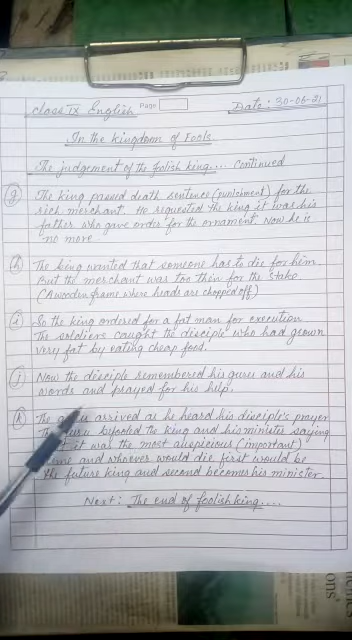 Class IX English Page Date: 30-06-21
In the kingdom of Fools.
The judgement of the foolish king.... continued
(g) The king passed death sentence (punishment) for the
rich merchant. He requested the king it was his
father who gave order for the ornament. Now he is
no more.
(h) The king wanted that someone has to die for him.
But the merchant was too thin for the stake
(A wooden frame where heads are chopped off)
(i) So the king ordered for a fat man for execution
The soldiers caught the disciple who had grown
very fat by eating cheap food.
(j) Now the disciple remembered his guru and his
words and prayed for his help.
(k) The guru arrived as he heard his disciple's prayer
fooled the king and his minister saying
it was the most auspicious (important)
and whoever would die first would be
the future king and second becomes his minister.
Next: The end of foolish king.....